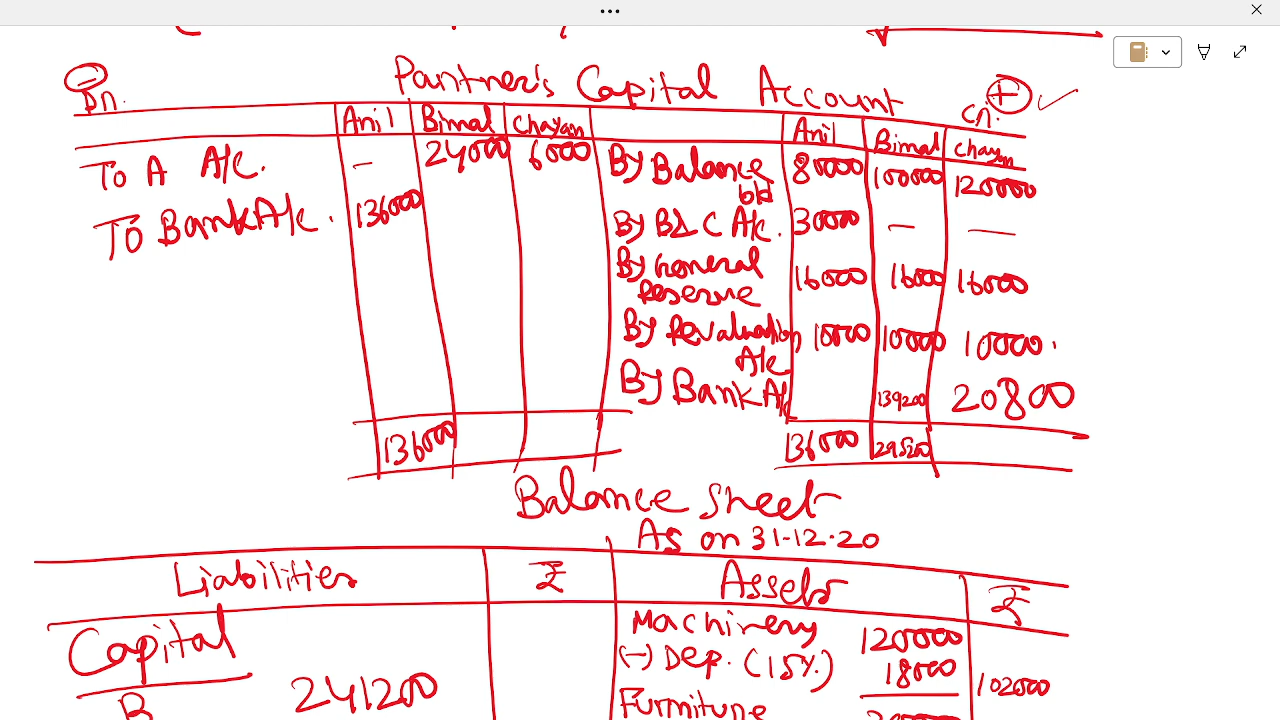 Partner's Capital Account
Dr. Cr.
Anil Bimal Chayan Anil Bimal Chayan
To A A/c. — 24000 6000 By Balance b/d 80000 100000 120000
To Bank A/c. 136000 By B & C A/c. 30000 — —
By General Reserve 16000 16000 16000
By Revaluation A/c 10000 10000 10000
By Bank A/c 139200 20800
136000 136000 295200
Balance Sheet
As on 31-12-20
Liabilities ₹ Assets ₹
Capital Machinery 120000
(-) Dep. (15%) 18000 102000
B 241200 Furniture